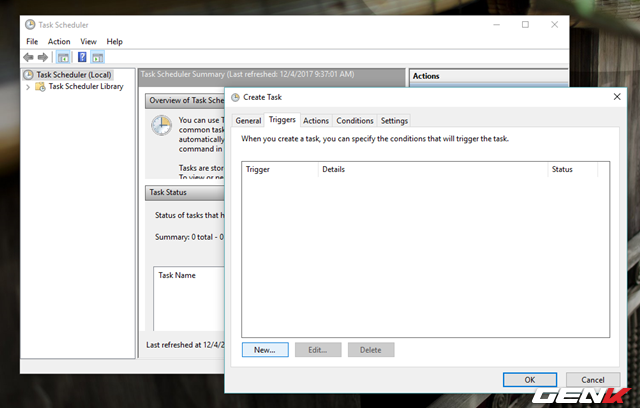 Task Scheduler
File Action View Help
Task Scheduler (Local)
Task Scheduler Library
Task Scheduler Summary (Last refreshed: 12/4/2017 9:37:01 AM)
Actions
Overview of Task Sche
You can use T
common task
automatically
command in
Tasks are stor
To view or pe
Task Status
Status of tasks that h
Summary: 0 total - 0
Task Name
Last refreshed at 12/4/2
Create Task
General Triggers Actions Conditions Settings
When you create a task, you can specify the conditions that will trigger the task.
Trigger Details Status
New... Edit... Delete
OK Cancel
GENK